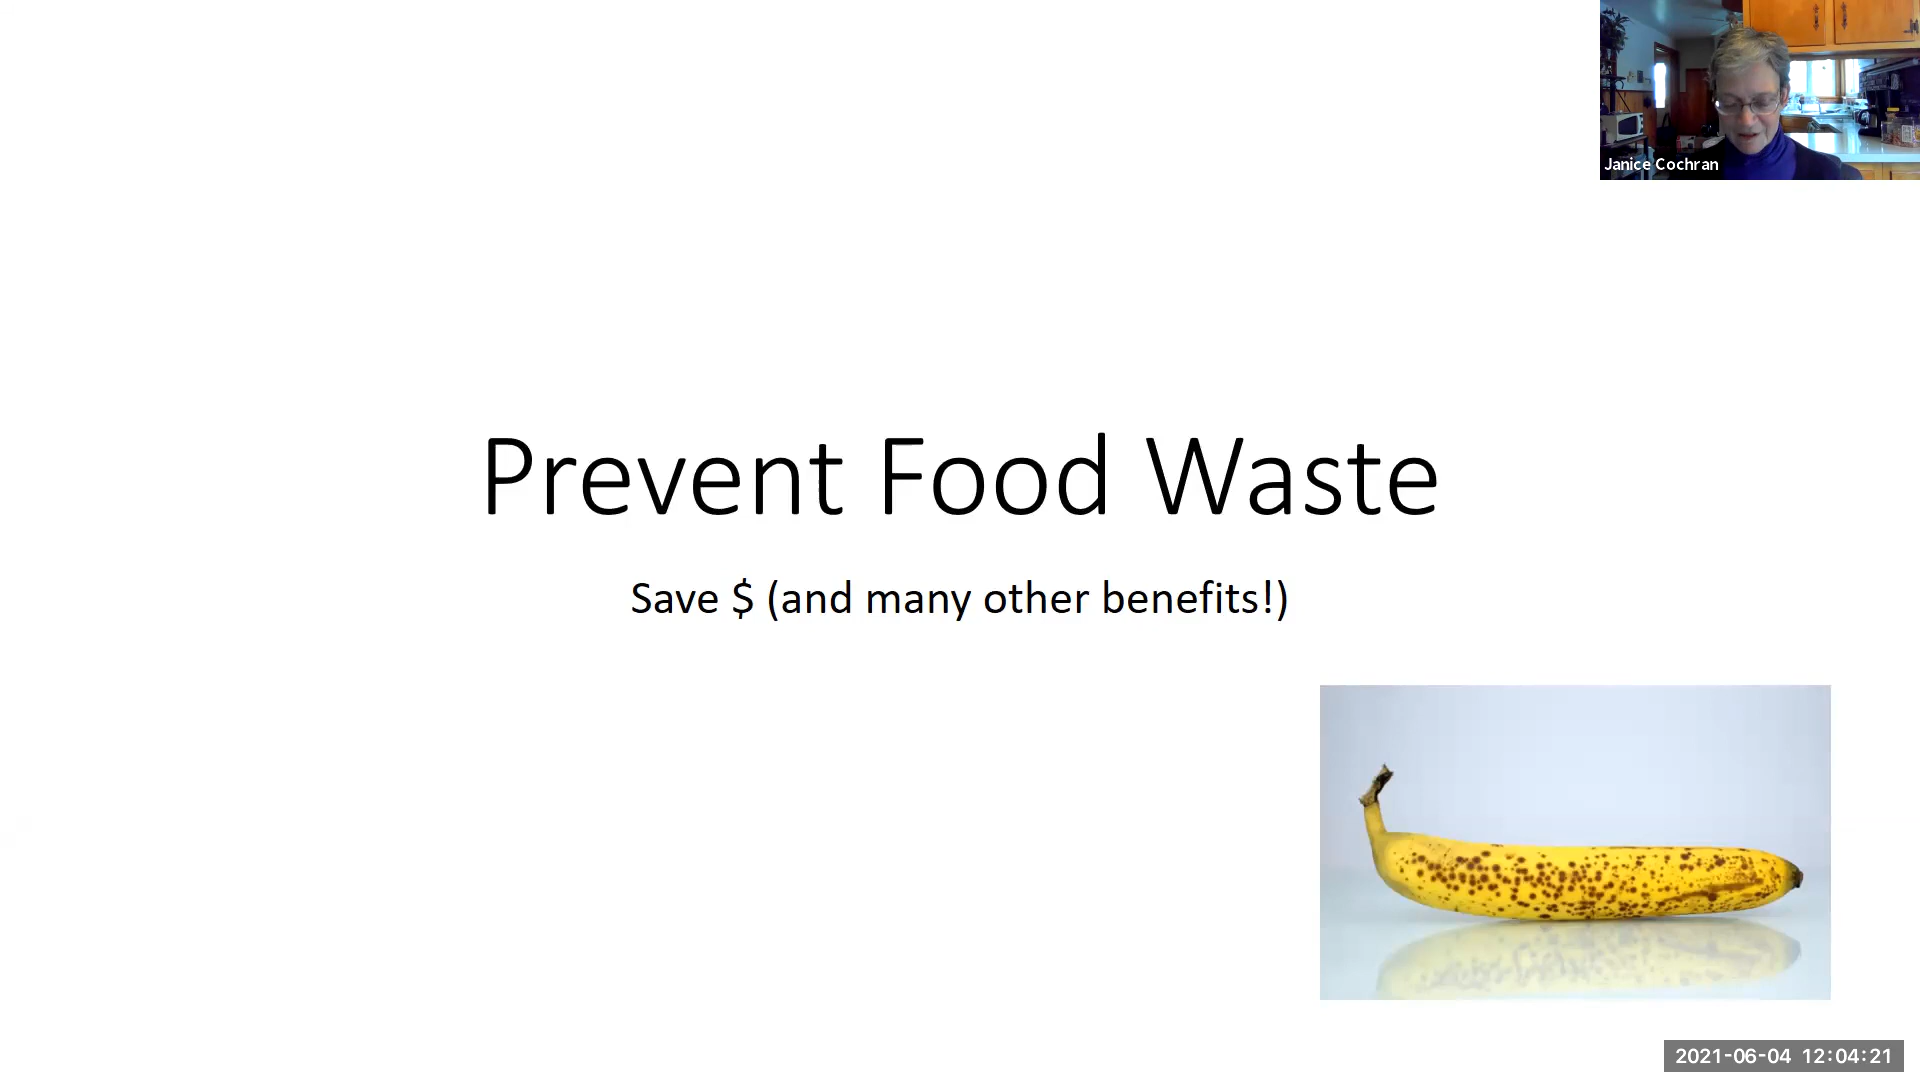 Janice Cochran
Prevent Food Waste
Save $ (and many other benefits!)
2021-06-04 12:04:21